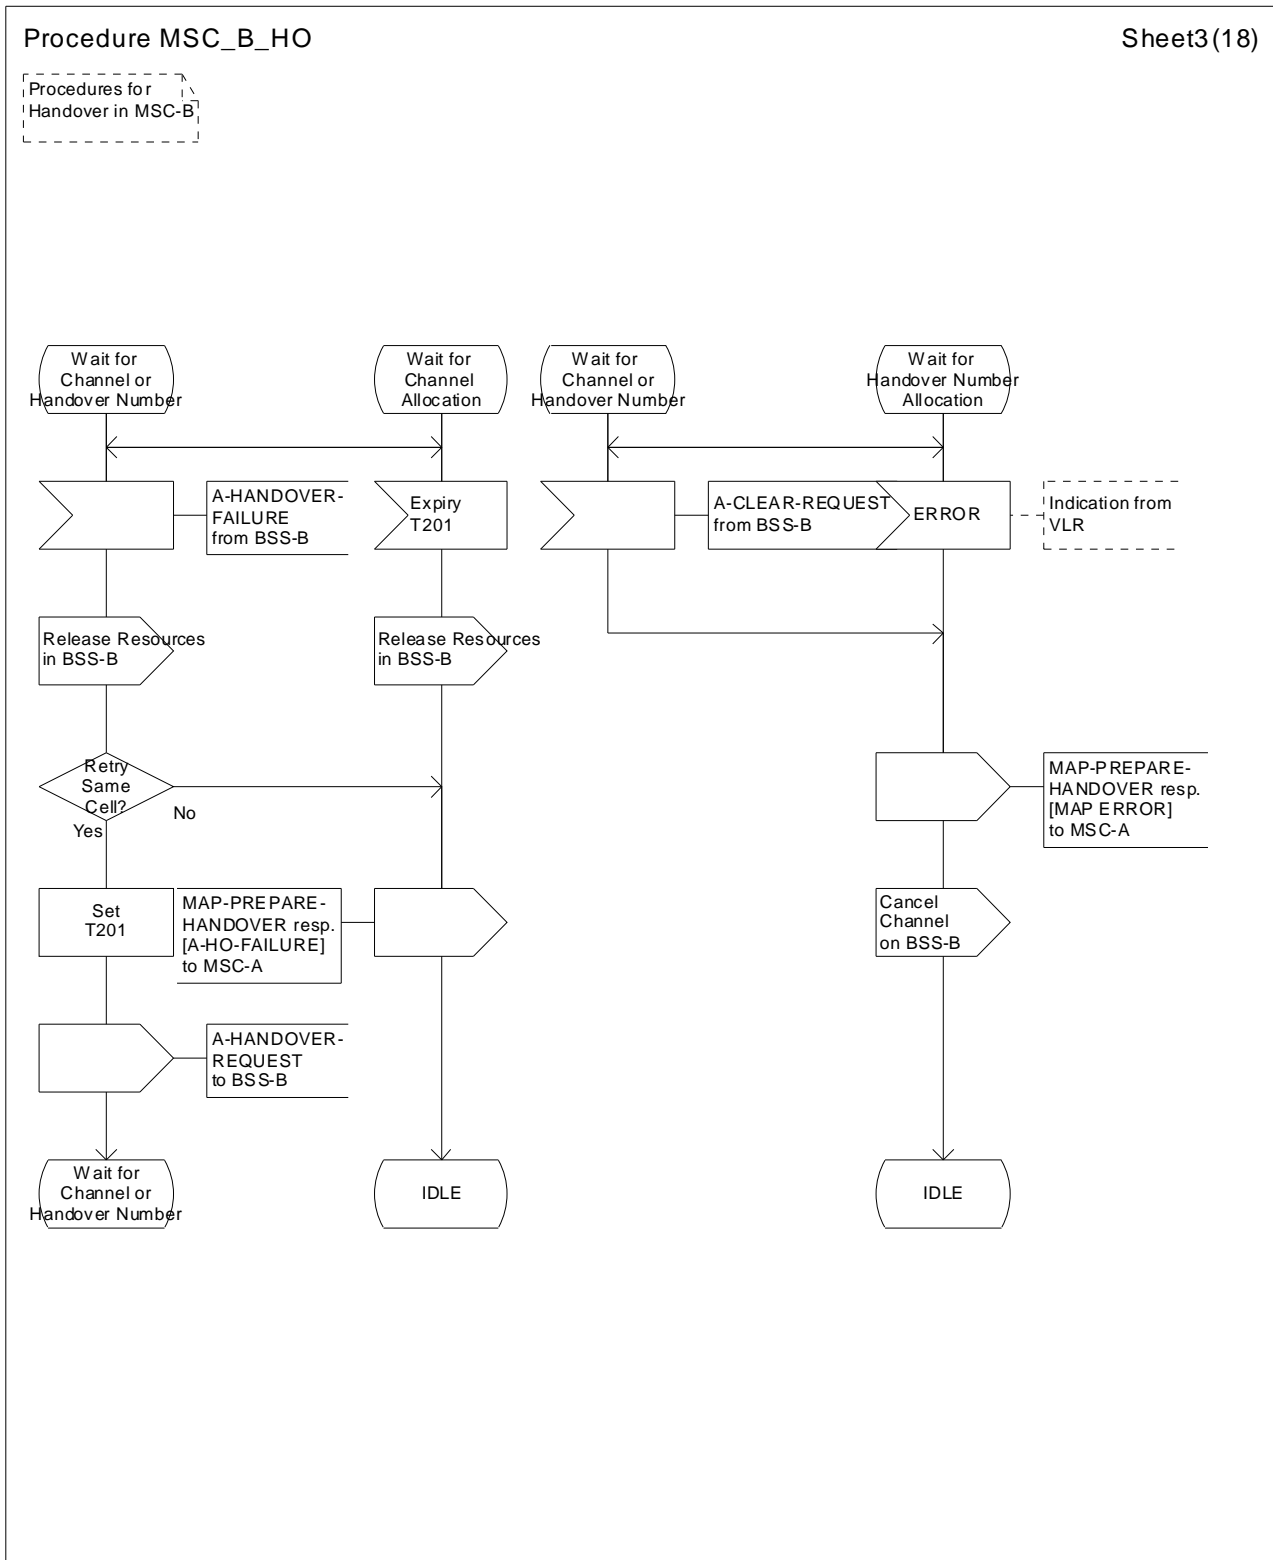 Procedure MSC_B_HO
Sheet3(18)
Procedures for
Handover in MSC-B
Wait for
Channel or
Handover Number
Wait for
Channel
Allocation
Wait for
Channel or
Handover Number
Wait for
Handover Number
Allocation
A-HANDOVER-
FAILURE
from BSS-B
Expiry
T201
A-CLEAR-REQUEST
from BSS-B
ERROR
Indication from
VLR
Release Resources
in BSS-B
Release Resources
in BSS-B
Retry
Same
Cell?
No
Yes
MAP-PREPARE-
HANDOVER resp.
[MAP ERROR]
to MSC-A
Set
T201
MAP-PREPARE-
HANDOVER resp.
[A-HO-FAILURE]
to MSC-A
Cancel
Channel
on BSS-B
A-HANDOVER-
REQUEST
to BSS-B
Wait for
Channel or
Handover Number
IDLE
IDLE